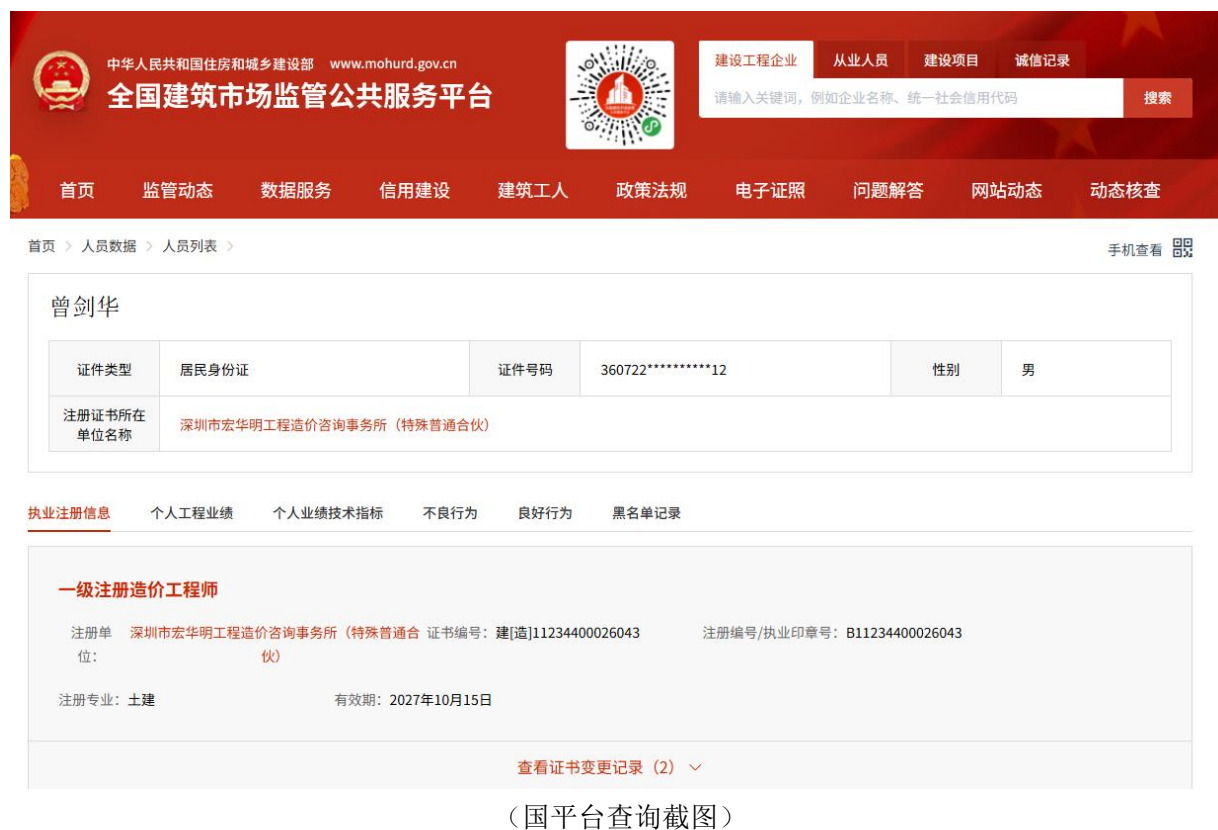 中华人民共和国住房和城乡建设部 www.mohurd.gov.cn
全国建筑市场监管公共服务平台
建设工程企业 从业人员 建设项目 诚信记录
请输入关键词，例如企业名称、统一社会信用代码 搜索
首页 监管动态 数据服务 信用建设 建筑工人 政策法规 电子证照 问题解答 网站动态 动态核查
首页 > 人员数据 > 人员列表 >
手机查看
曾剑华
证件类型 居民身份证 证件号码 360722**********12 性别 男
注册证书所在
单位名称
深圳市宏华明工程造价咨询事务所（特殊普通合伙）
执业注册信息 个人工程业绩 个人业绩技术指标 不良行为 良好行为 黑名单记录
一级注册造价工程师
注册单 深圳市宏华明工程造价咨询事务所（特殊普通合 证书编号：建[造]11234400026043 注册编号/执业印章号：B11234400026043
位： 伙）
注册专业：土建 有效期：2027年10月15日
查看证书变更记录（2）
（国平台查询截图）